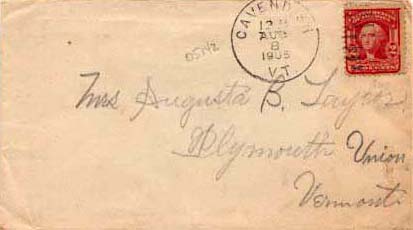 CAVENDISH
AUG
8
1905
VT
Mrs Augusta B. Taylor
Plymouth Union
Vermont